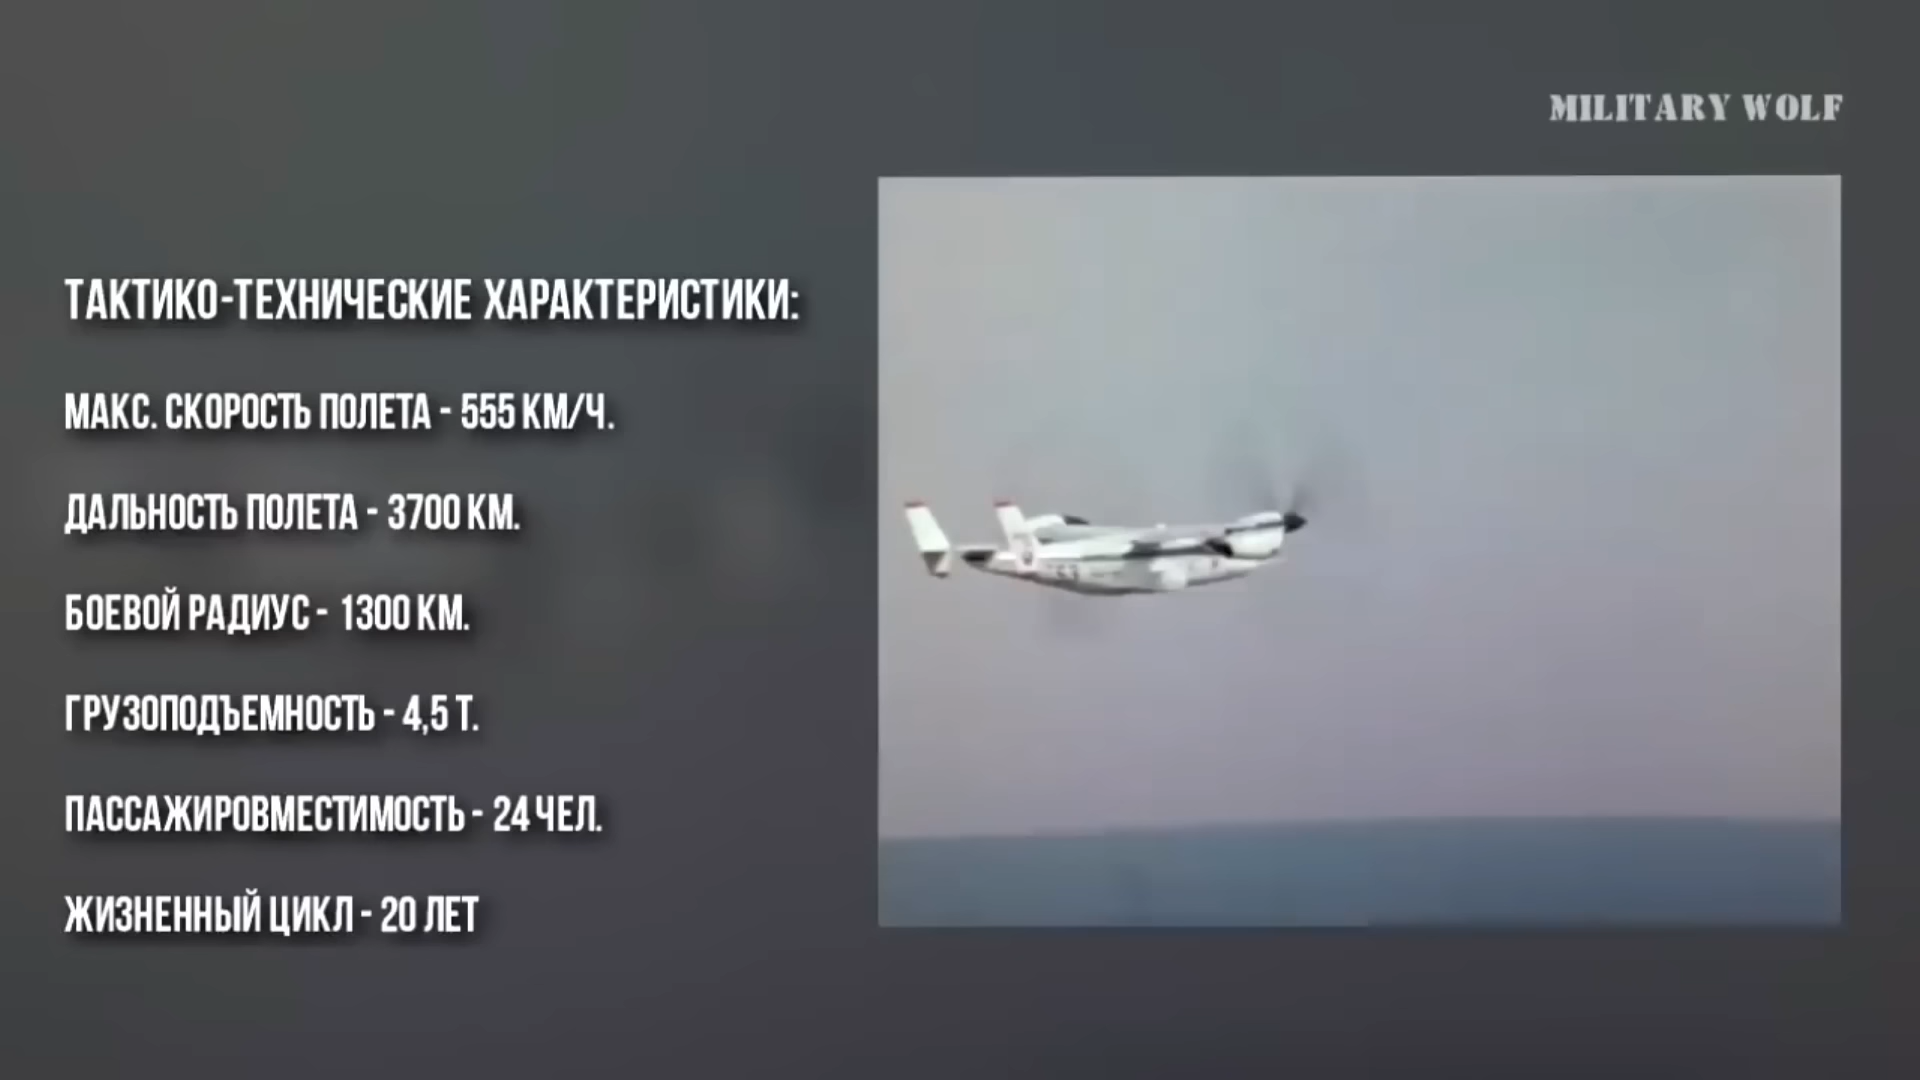 MILITARY WOLF
ТАКТИКО-ТЕХНИЧЕСКИЕ ХАРАКТЕРИСТИКИ:
МАКС. СКОРОСТЬ ПОЛЕТА - 555 КМ/Ч.
ДАЛЬНОСТЬ ПОЛЕТА - 3700 КМ.
БОЕВОЙ РАДИУС - 1300 КМ.
ГРУЗОПОДЪЕМНОСТЬ - 4,5 Т.
ПАССАЖИРОВМЕСТИМОСТЬ - 24 ЧЕЛ.
ЖИЗНЕННЫЙ ЦИКЛ - 20 ЛЕТ